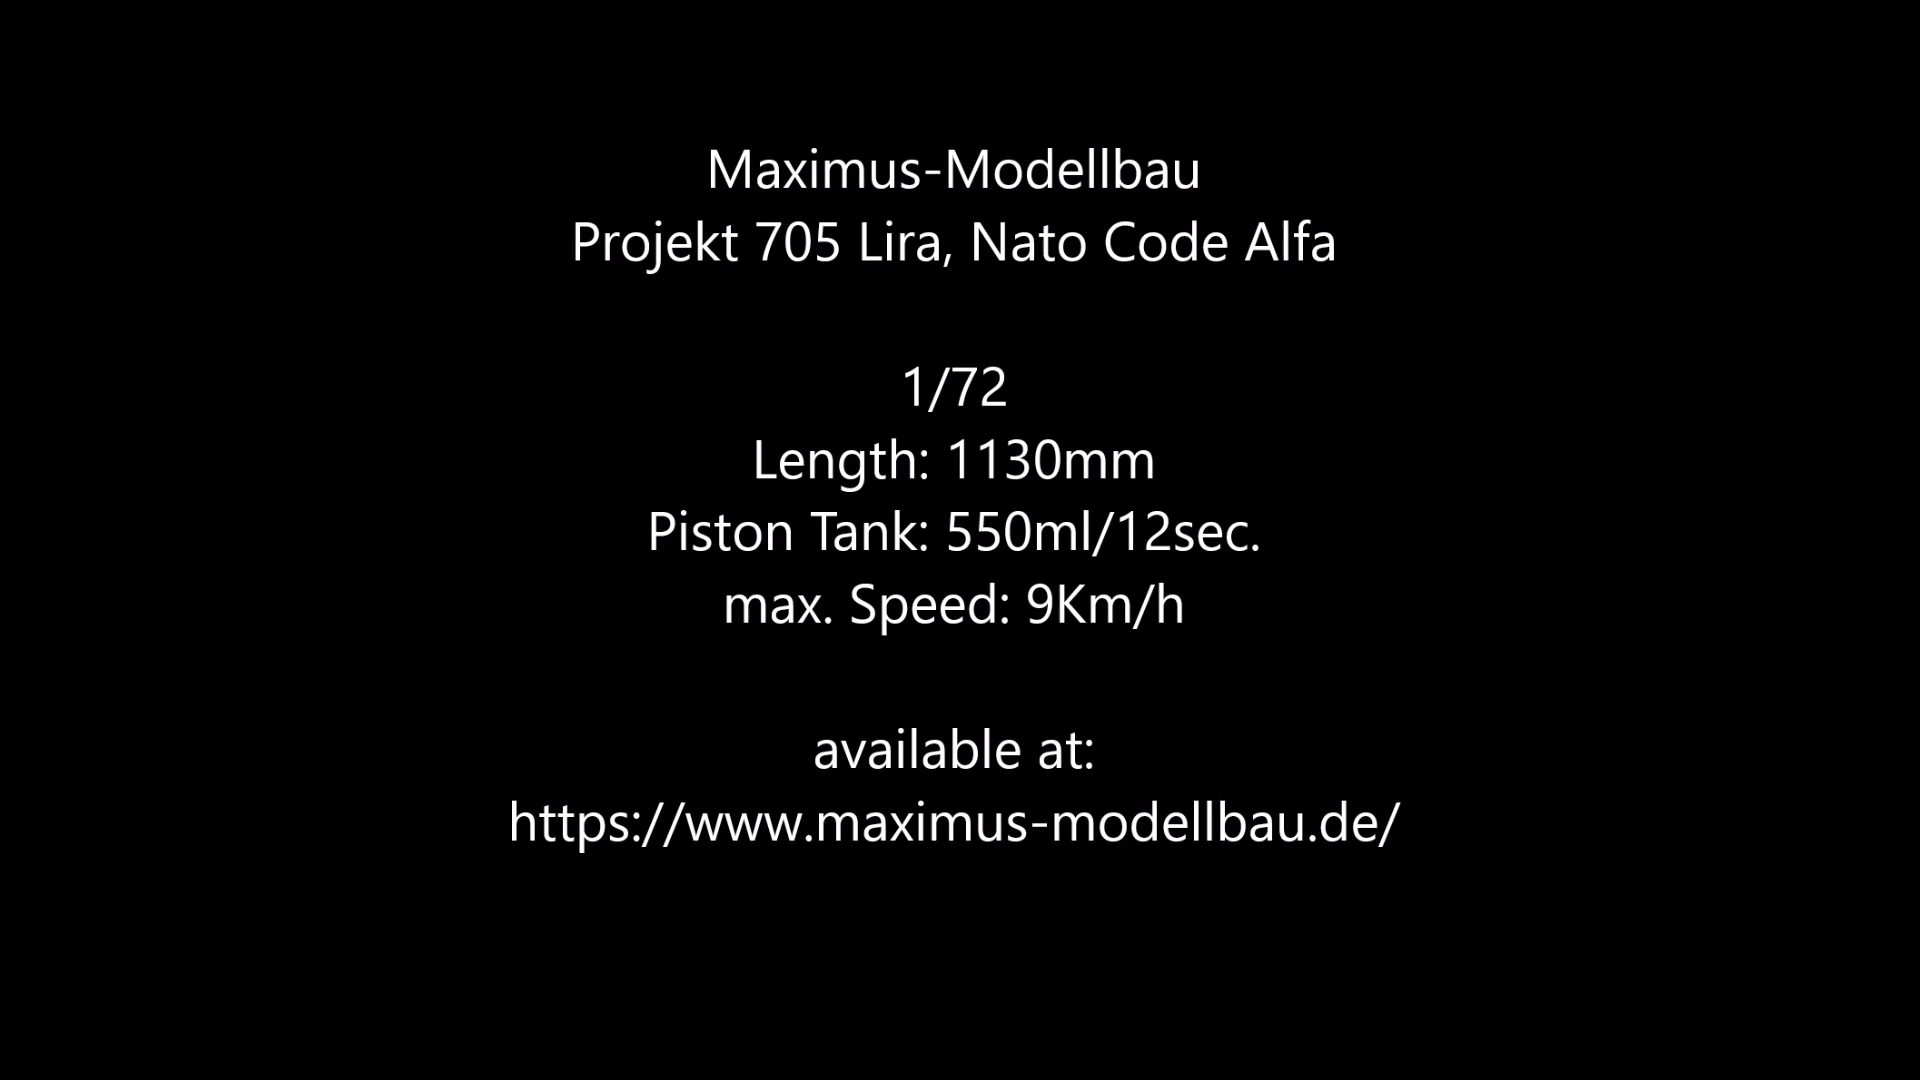 Maximus-Modellbau
Projekt 705 Lira, Nato Code Alfa
1/72
Length: 1130mm
Piston Tank: 550ml/12sec.
max. Speed: 9Km/h
available at:
https://www.maximus-modellbau.de/